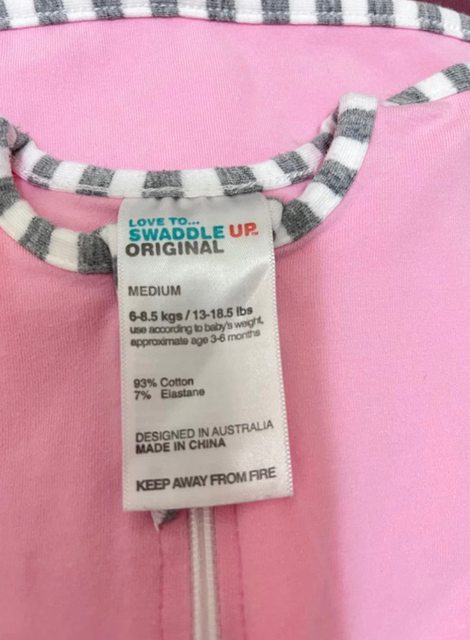 LOVE TO...
SWADDLE UP™
ORIGINAL
MEDIUM
6-8.5 kgs / 13-18.5 lbs
use according to baby's weight,
approximate age 3-6 months
93% Cotton
7% Elastane
DESIGNED IN AUSTRALIA
MADE IN CHINA
KEEP AWAY FROM FIRE